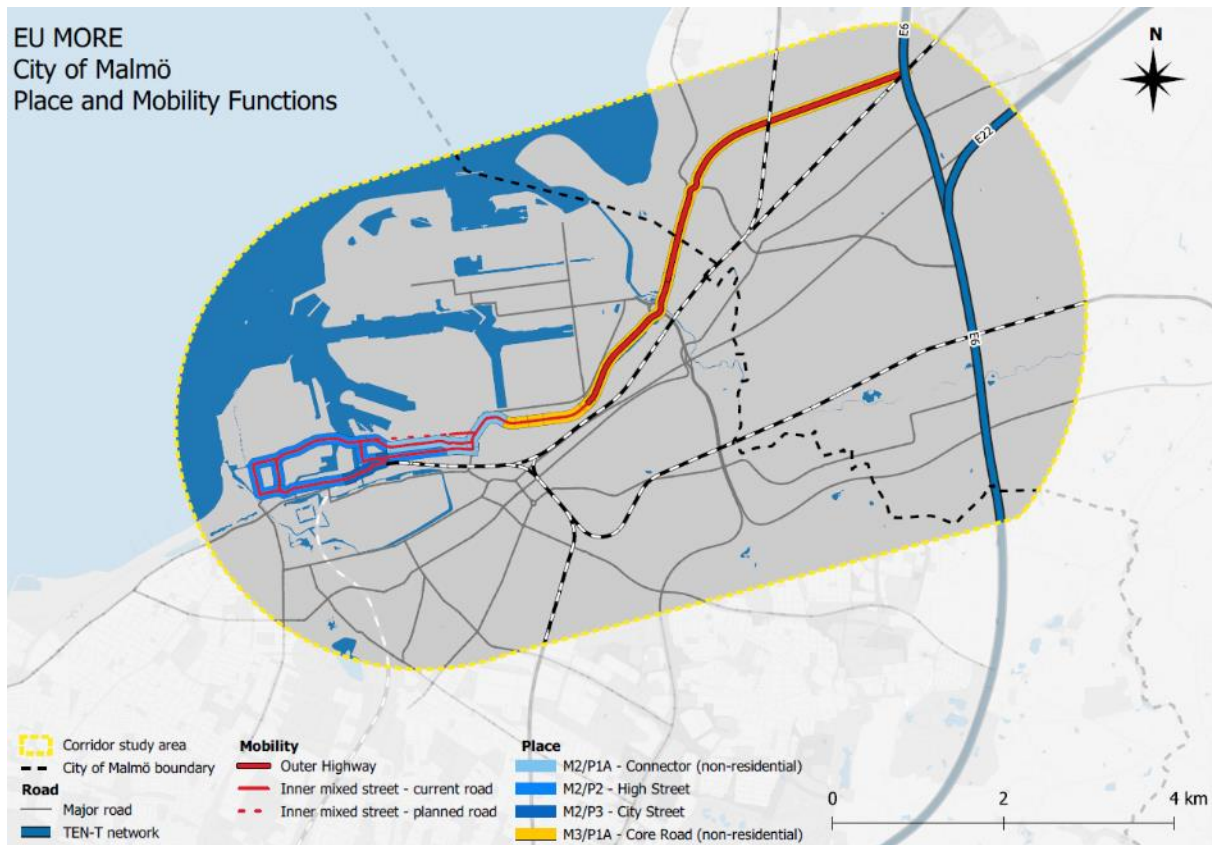 EU MORE
City of Malmö
Place and Mobility Functions
N
E6
E22
E6
Corridor study area
City of Malmö boundary
Road
Major road
TEN-T network
Mobility
Outer Highway
Inner mixed street - current road
Inner mixed street - planned road
Place
M2/P1A - Connector (non-residential)
M2/P2 - High Street
M2/P3 - City Street
M3/P1A - Core Road (non-residential)
0 2 4 km